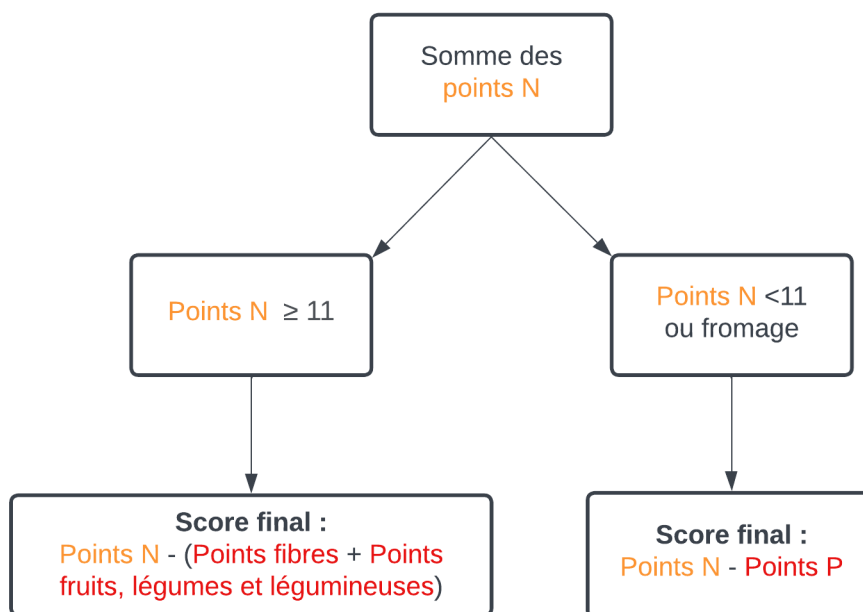 Somme des
points N
Points N ≥ 11
Points N <11
ou fromage
Score final :
Points N - (Points fibres + Points
fruits, légumes et légumineuses)
Score final :
Points N - Points P